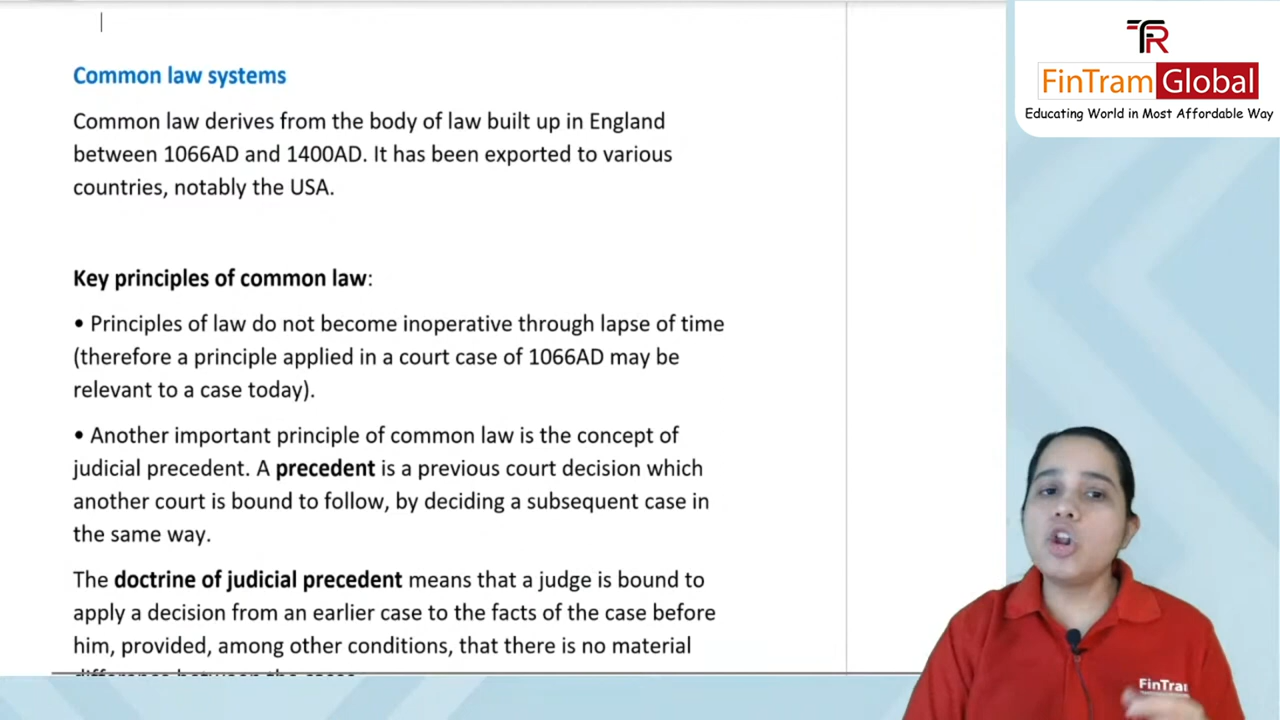 Common law systems
Common law derives from the body of law built up in England
between 1066AD and 1400AD. It has been exported to various
countries, notably the USA.
Key principles of common law:
• Principles of law do not become inoperative through lapse of time
(therefore a principle applied in a court case of 1066AD may be
relevant to a case today).
• Another important principle of common law is the concept of
judicial precedent. A precedent is a previous court decision which
another court is bound to follow, by deciding a subsequent case in
the same way.
The doctrine of judicial precedent means that a judge is bound to
apply a decision from an earlier case to the facts of the case before
him, provided, among other conditions, that there is no material
FinTram Global
Educating World in Most Affordable Way
FinTra